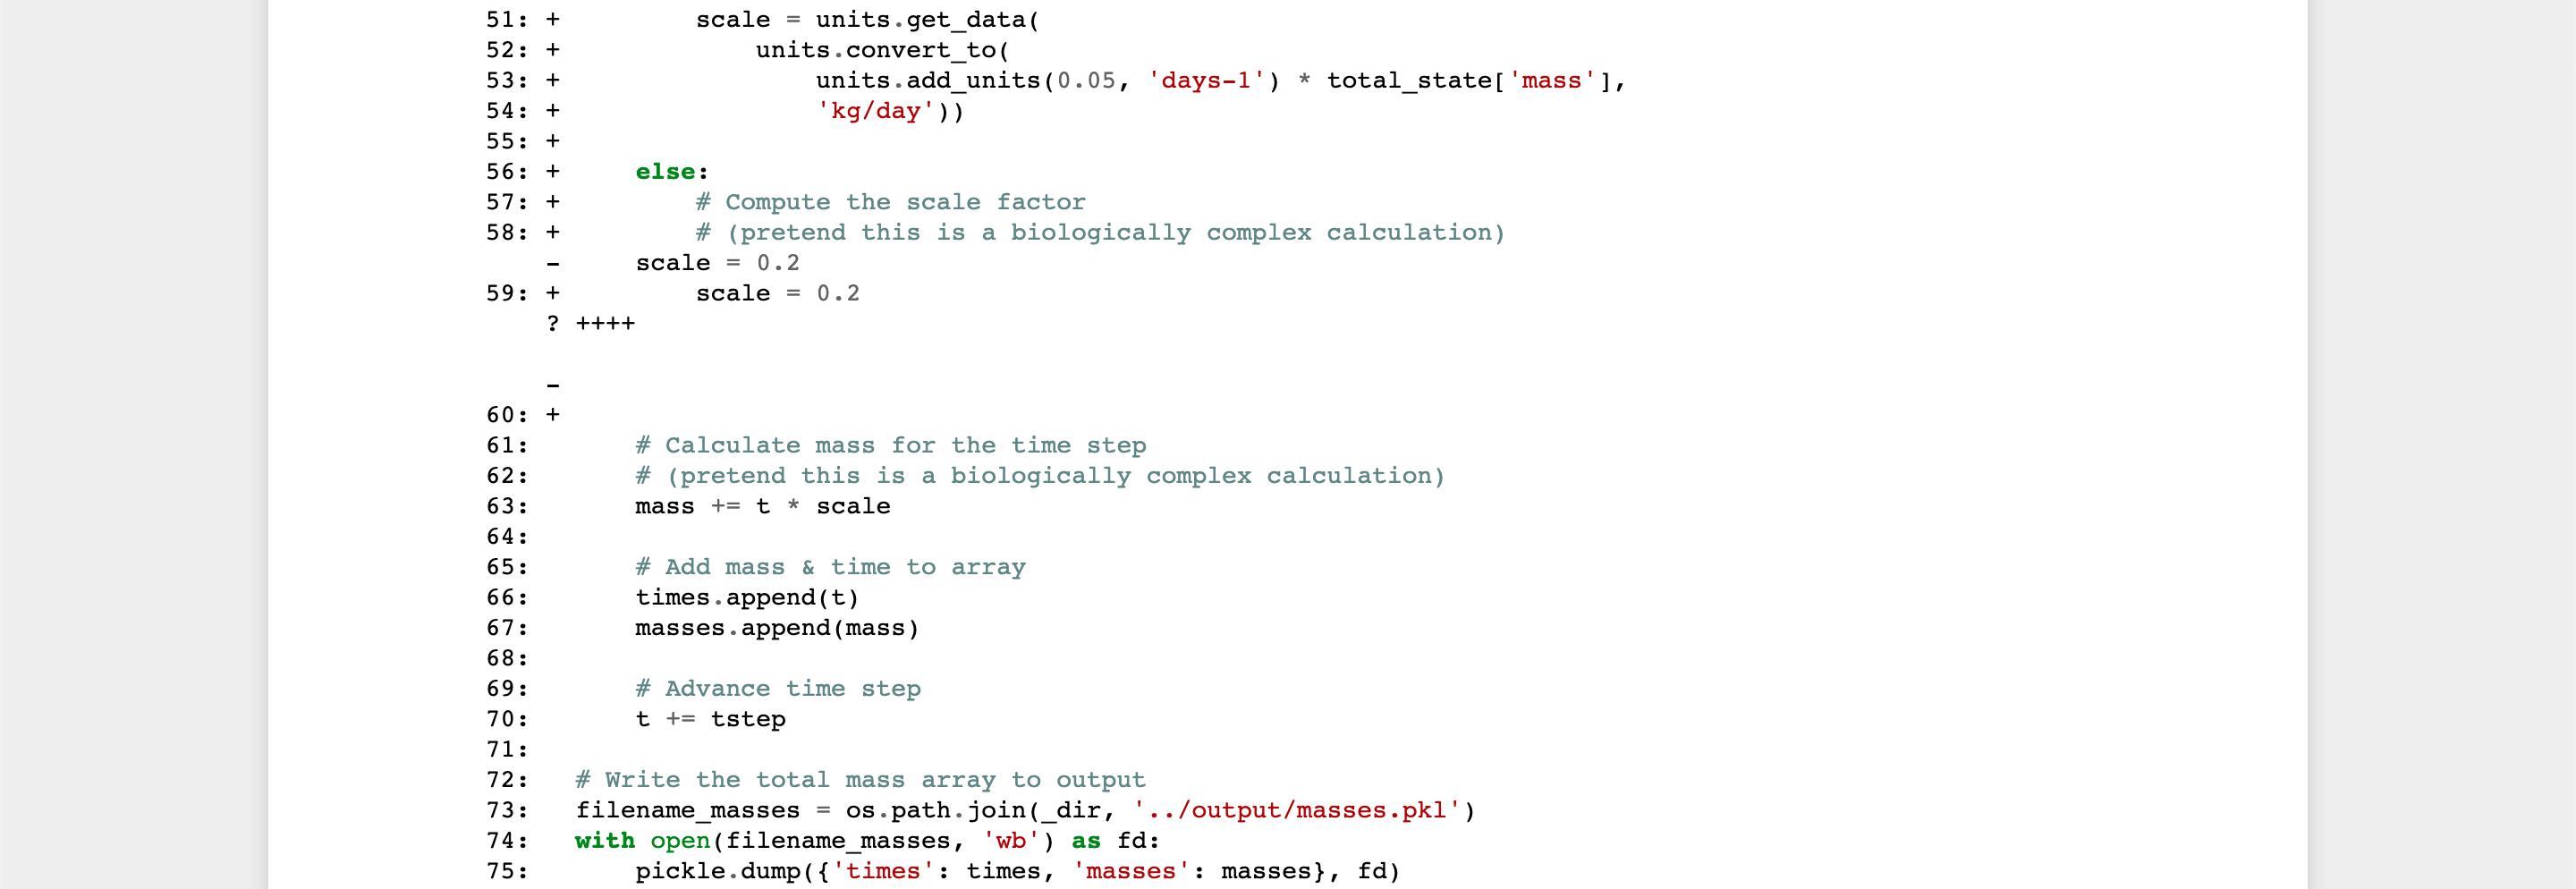 51: +         scale = units.get_data(
52: +             units.convert_to(
53: +                 units.add_units(0.05, 'days-1') * total_state['mass'],
54: +                 'kg/day'))
55: +
56: +     else:
57: +         # Compute the scale factor
58: +         # (pretend this is a biologically complex calculation)
    -     scale = 0.2
59: +         scale = 0.2
    ? ++++
    -
60: +
61:       # Calculate mass for the time step
62:       # (pretend this is a biologically complex calculation)
63:       mass += t * scale
64:
65:       # Add mass & time to array
66:       times.append(t)
67:       masses.append(mass)
68:
69:       # Advance time step
70:       t += tstep
71:
72:   # Write the total mass array to output
73:   filename_masses = os.path.join(_dir, '../output/masses.pkl')
74:   with open(filename_masses, 'wb') as fd:
75:       pickle.dump({'times': times, 'masses': masses}, fd)